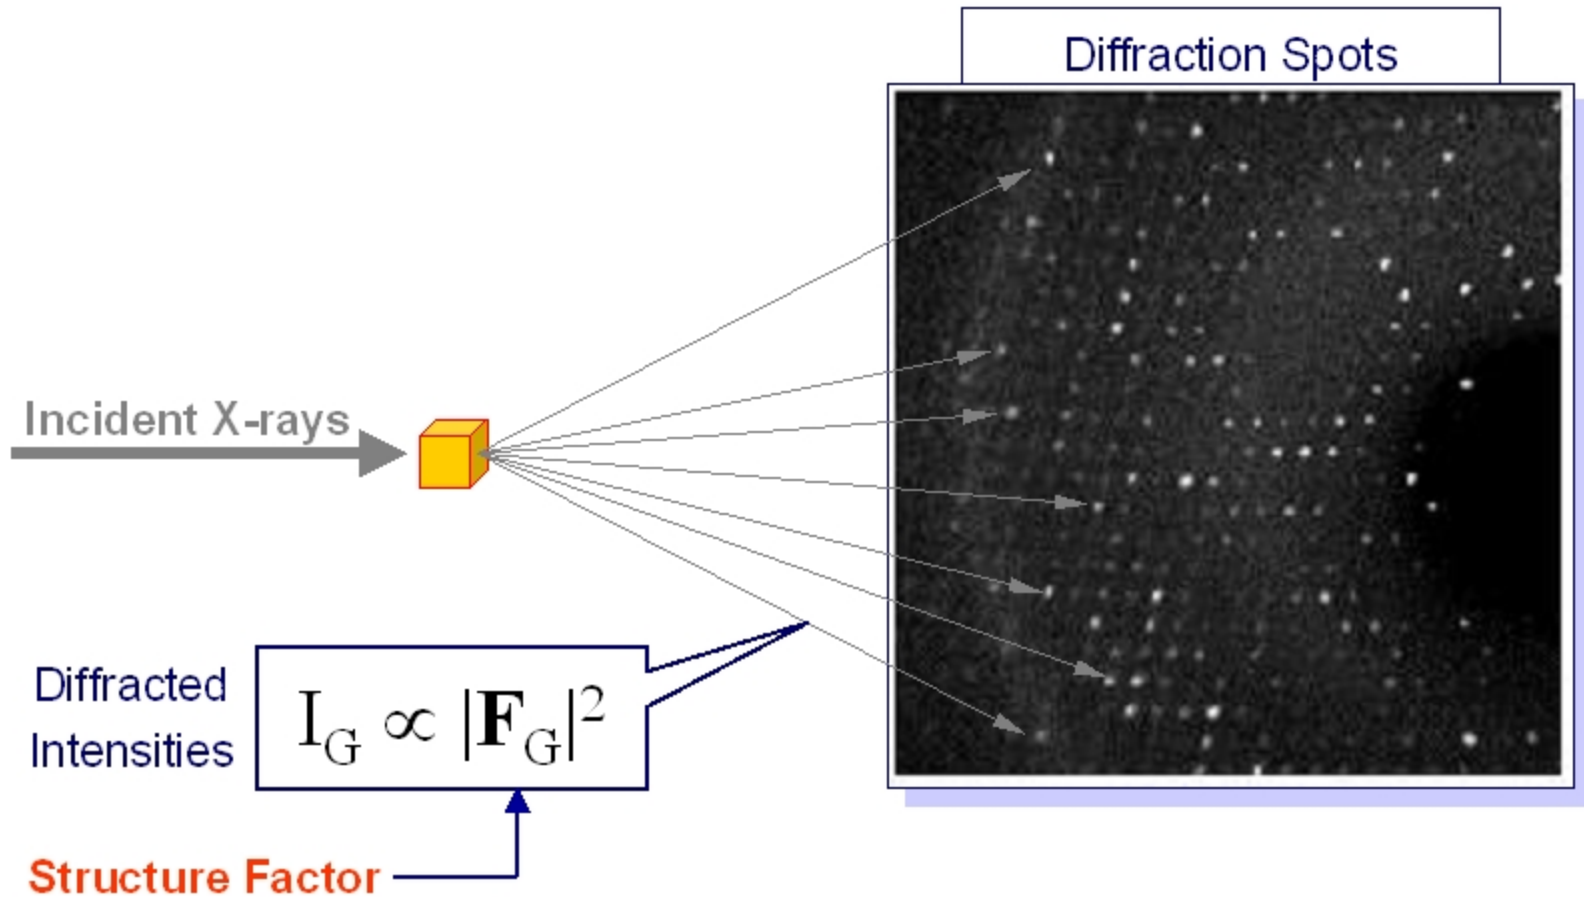 Diffraction Spots
Incident X-rays
Diffracted
Intensities
I_G ∝ |F_G|²
Structure Factor